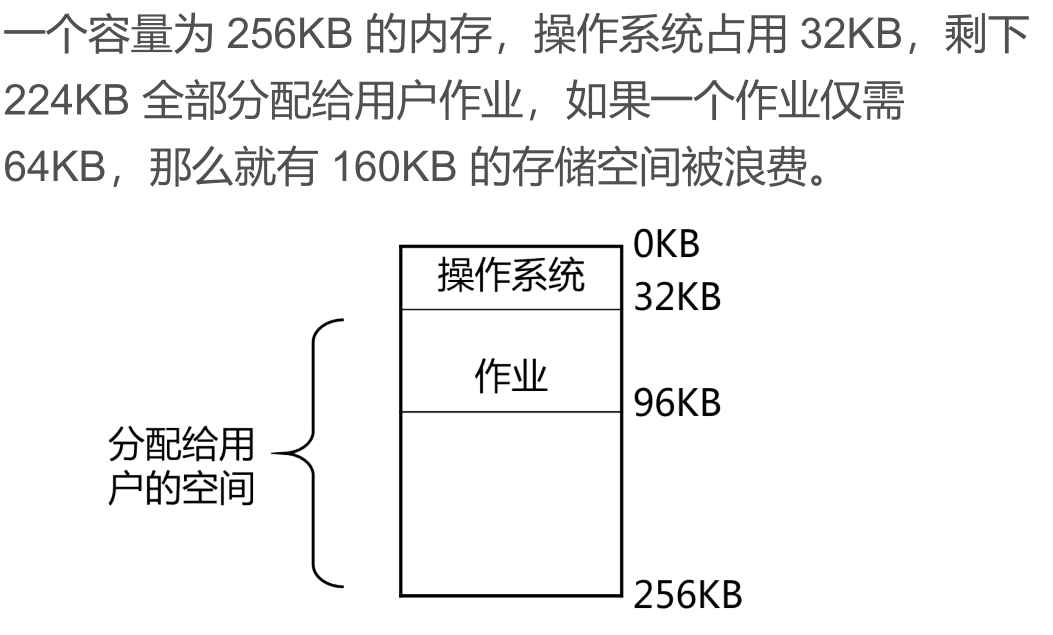 一个容量为 256KB 的内存，操作系统占用 32KB，剩下
224KB 全部分配给用户作业，如果一个作业仅需
64KB，那么就有 160KB 的存储空间被浪费。
0KB
操作系统
32KB
作业
96KB
分配给用
户的空间
256KB